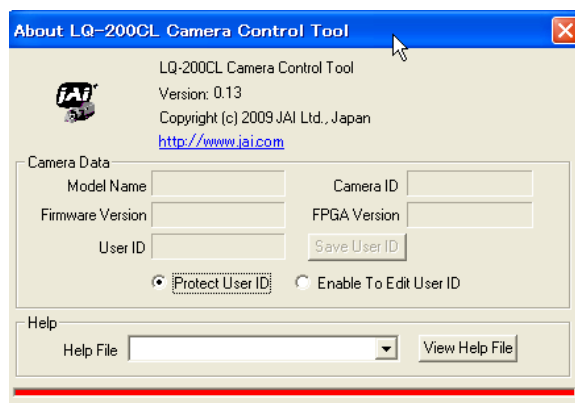 About LQ-200CL Camera Control Tool
LQ-200CL Camera Control Tool
JAI
Version: 0.13
Copyright (c) 2009 JAI Ltd., Japan
http://www.jai.com
Camera Data
Model Name
Camera ID
Firmware Version
FPGA Version
User ID
Save User ID
Protect User ID
Enable To Edit User ID
Help
Help File
View Help File